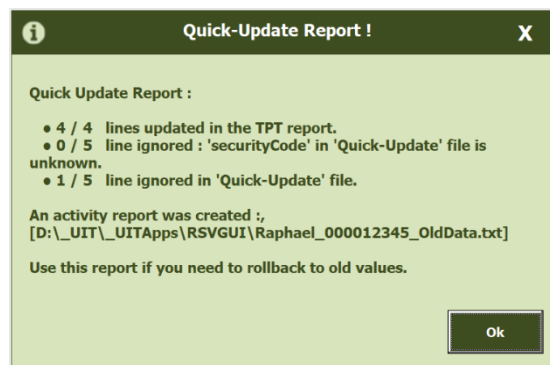 Quick-Update Report !
X
Quick Update Report :
● 4 / 4 lines updated in the TPT report.
● 0 / 5 line ignored : 'securityCode' in 'Quick-Update' file is
unknown.
● 1 / 5 line ignored in 'Quick-Update' file.
An activity report was created :,
[D:\_UIT\_UITApps\RSVGUI\Raphael_000012345_OldData.txt]
Use this report if you need to rollback to old values.
Ok